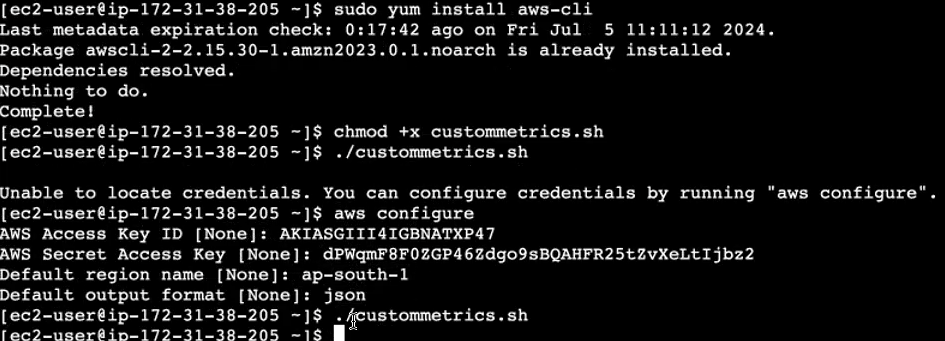 [ec2-user@ip-172-31-38-205 ~]$ sudo yum install aws-cli
Last metadata expiration check: 0:17:42 ago on Fri Jul  5 11:11:12 2024.
Package awscli-2-2.15.30-1.amzn2023.0.1.noarch is already installed.
Dependencies resolved.
Nothing to do.
Complete!
[ec2-user@ip-172-31-38-205 ~]$ chmod +x custommetrics.sh
[ec2-user@ip-172-31-38-205 ~]$ ./custommetrics.sh
Unable to locate credentials. You can configure credentials by running "aws configure".
[ec2-user@ip-172-31-38-205 ~]$ aws configure
AWS Access Key ID [None]: AKIASGIII4IGBNATXP47
AWS Secret Access Key [None]: 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
Default region name [None]: ap-south-1
Default output format [None]: json
[ec2-user@ip-172-31-38-205 ~]$ ./custommetrics.sh
[ec2-user@ip-172-31-38-205 ~]$